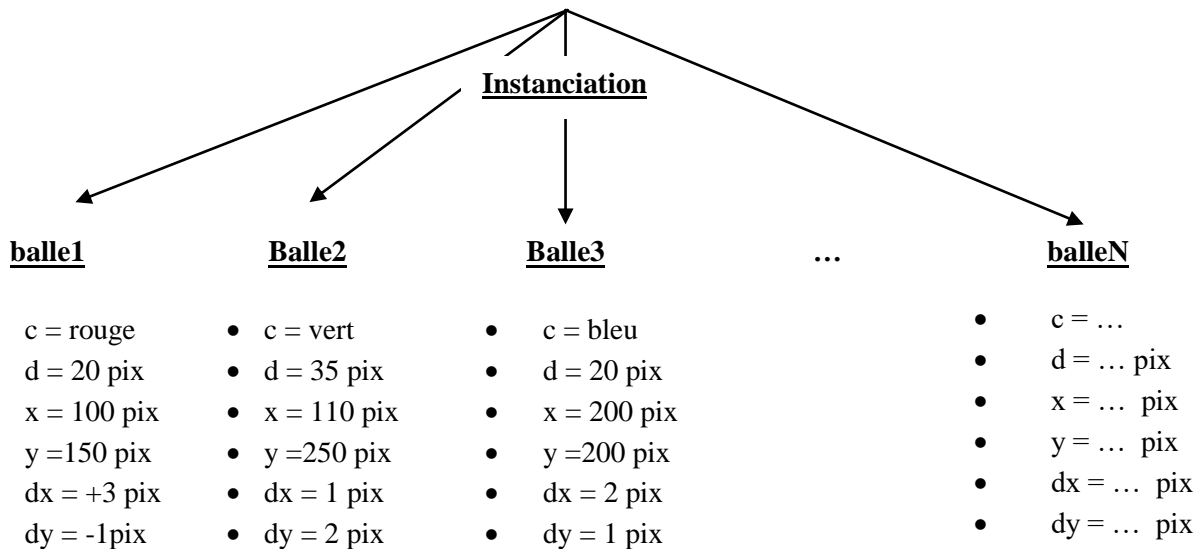 Instanciation
balle1 Balle2 Balle3 … balleN
c = rouge
d = 20 pix
x = 100 pix
y =150 pix
dx = +3 pix
dy = -1pix
• c = vert
• d = 35 pix
• x = 110 pix
• y =250 pix
• dx = 1 pix
• dy = 2 pix
• c = bleu
• d = 20 pix
• x = 200 pix
• y =200 pix
• dx = 2 pix
• dy = 1 pix
• c = …
• d = … pix
• x = … pix
• y = … pix
• dx = … pix
• dy = … pix